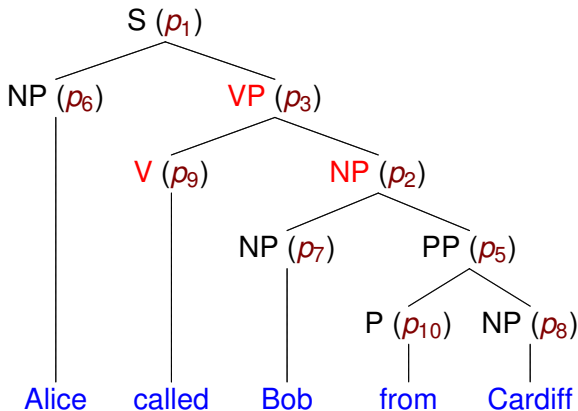 S (p₁)
NP (p₆) VP (p₃)
V (p₉) NP (p₂)
NP (p₇) PP (p₅)
P (p₁₀) NP (p₈)
Alice called Bob from Cardiff